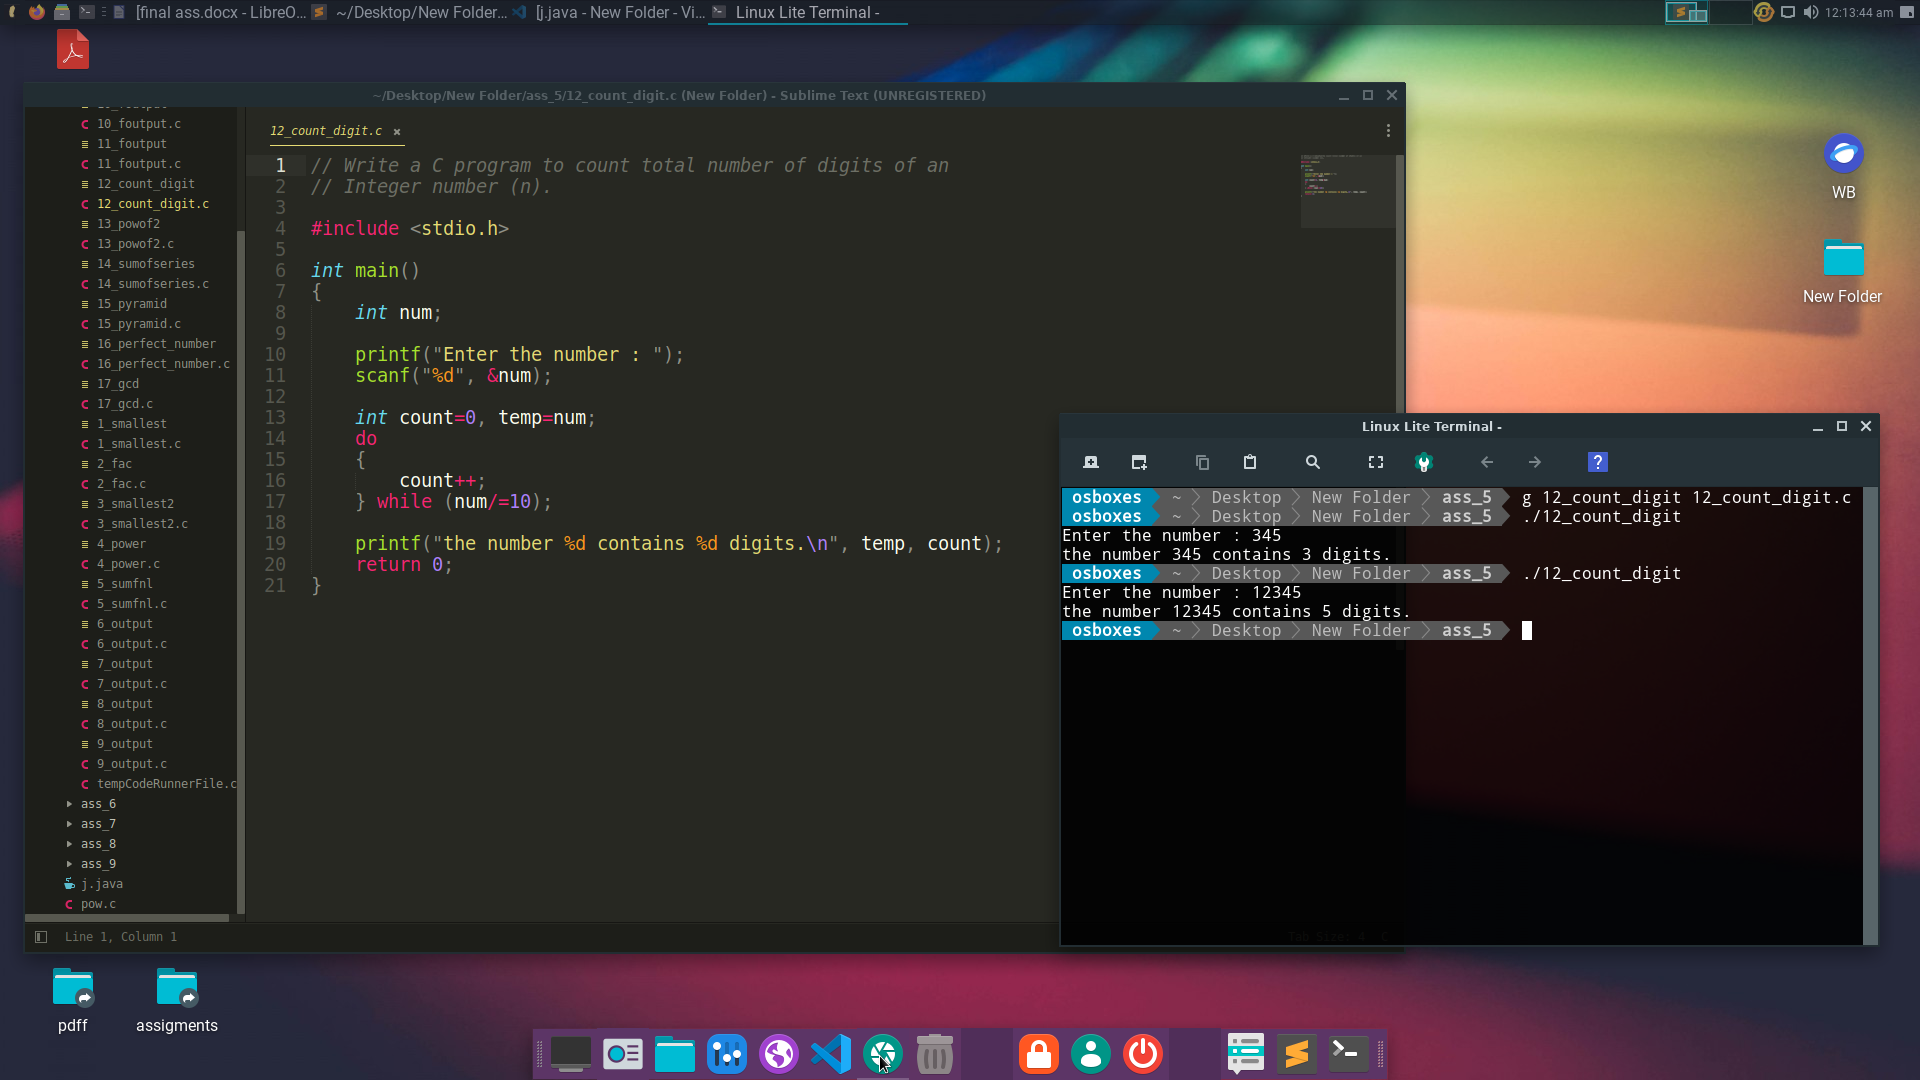 [final ass.docx - LibreO...
~/Desktop/New Folder...
[j.java - New Folder - Vi...
Linux Lite Terminal -
12:13:44 am
~/Desktop/New Folder/ass_5/12_count_digit.c (New Folder) - Sublime Text (UNREGISTERED)
10_foutput.c
11_foutput
11_foutput.c
12_count_digit
12_count_digit.c
13_powof2
13_powof2.c
14_sumofseries
14_sumofseries.c
15_pyramid
15_pyramid.c
16_perfect_number
16_perfect_number.c
17_gcd
17_gcd.c
1_smallest
1_smallest.c
2_fac
2_fac.c
3_smallest2
3_smallest2.c
4_power
4_power.c
5_sumfnl
5_sumfnl.c
6_output
6_output.c
7_output
7_output.c
8_output
8_output.c
9_output
9_output.c
tempCodeRunnerFile.c
ass_6
ass_7
ass_8
ass_9
j.java
pow.c
12_count_digit.c ×
1 // Write a C program to count total number of digits of an
2 // Integer number (n).
3
4 #include <stdio.h>
5
6 int main()
7 {
8 int num;
9
10 printf("Enter the number : ");
11 scanf("%d", &num);
12
13 int count=0, temp=num;
14 do
15 {
16 count++;
17 } while (num/=10);
18
19 printf("the number %d contains %d digits.\n", temp, count);
20 return 0;
21 }
Line 1, Column 1
Tab Size: 4 C
Linux Lite Terminal -
osboxes ~ Desktop New Folder ass_5 g 12_count_digit 12_count_digit.c
osboxes ~ Desktop New Folder ass_5 ./12_count_digit
Enter the number : 345
the number 345 contains 3 digits.
osboxes ~ Desktop New Folder ass_5 ./12_count_digit
Enter the number : 12345
the number 12345 contains 5 digits.
osboxes ~ Desktop New Folder ass_5
WB
New Folder
pdff
assigments